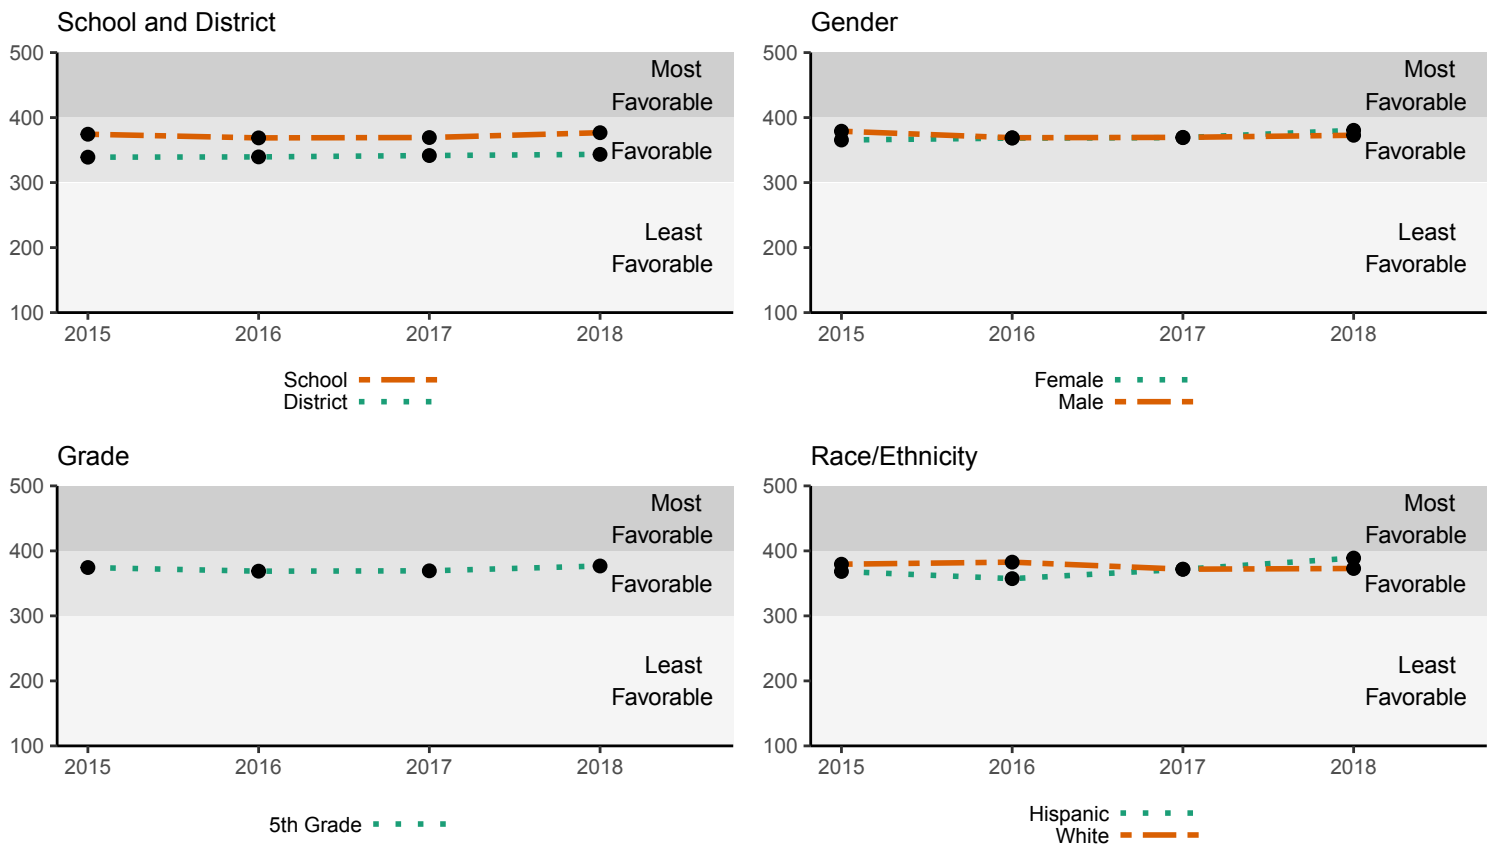 School and District
500
400
300
200
100
Most
Favorable
Favorable
Least
Favorable
2015 2016 2017 2018
School
District
Gender
500
400
300
200
100
Most
Favorable
Favorable
Least
Favorable
2015 2016 2017 2018
Female
Male
Grade
500
400
300
200
100
Most
Favorable
Favorable
Least
Favorable
2015 2016 2017 2018
5th Grade
Race/Ethnicity
500
400
300
200
100
Most
Favorable
Favorable
Least
Favorable
2015 2016 2017 2018
Hispanic
White